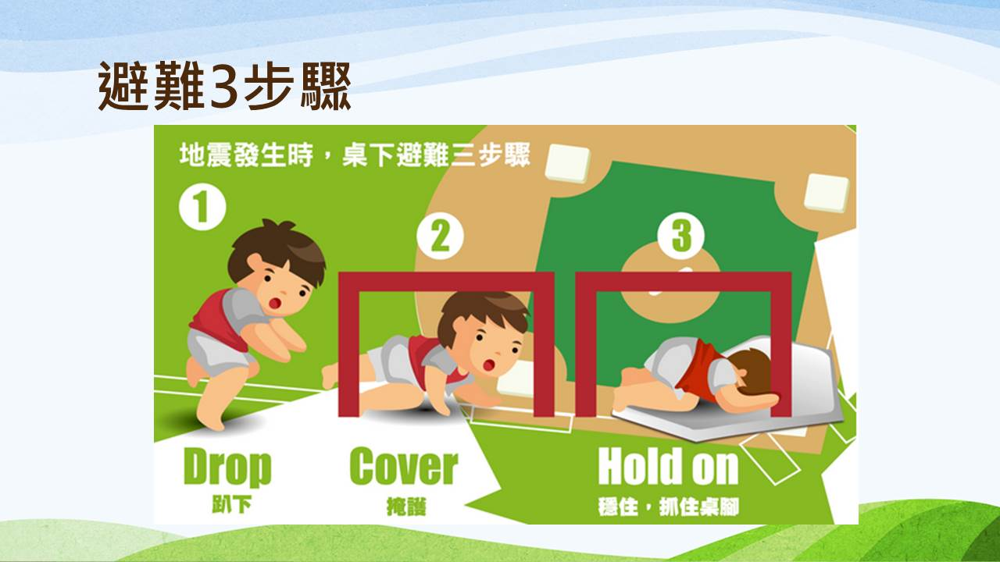 避難3步驟
地震發生時，桌下避難三步驟
1
2
3
Drop
趴下
Cover
掩護
Hold on
穩住，抓住桌腳